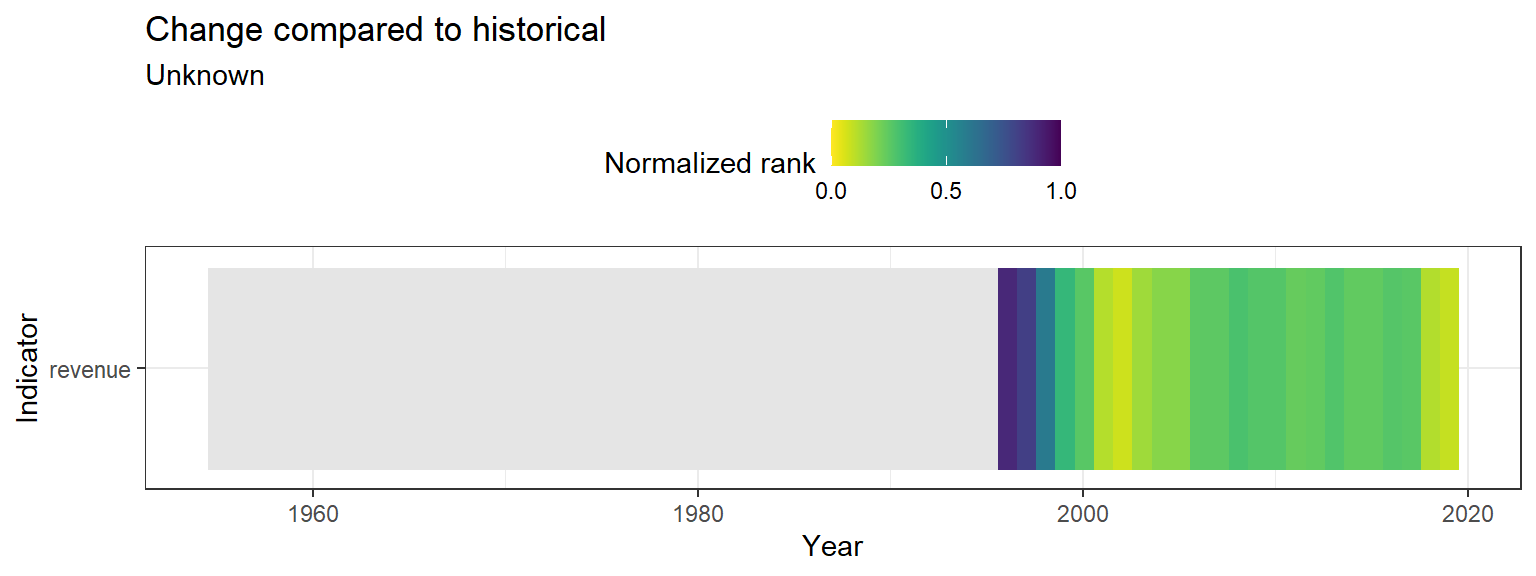 Change compared to historical
Unknown
Normalized rank
0.0 0.5 1.0
Indicator
revenue
1960 1980 2000 2020
Year